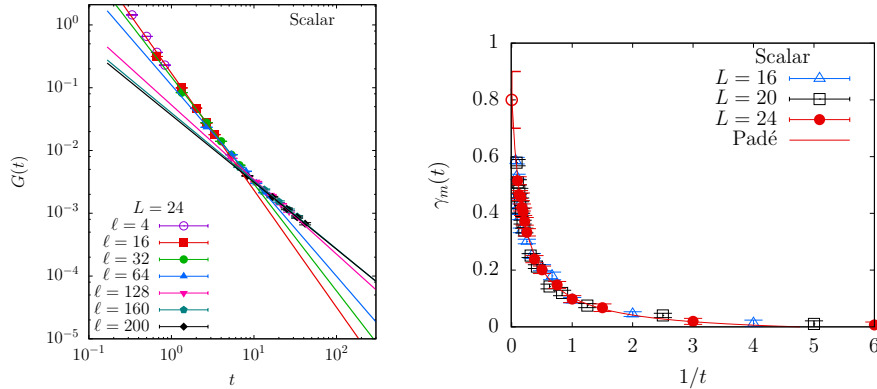 Scalar
10^0
10^-1
10^-2
10^-3
10^-4
10^-5
G(t)
L = 24
ℓ = 4
ℓ = 16
ℓ = 32
ℓ = 64
ℓ = 128
ℓ = 160
ℓ = 200
10^-1 10^0 10^1 10^2
t
Scalar
L = 16
L = 20
L = 24
Padé
1
0.8
0.6
0.4
0.2
0
γ_m(t)
0 1 2 3 4 5 6
1/t